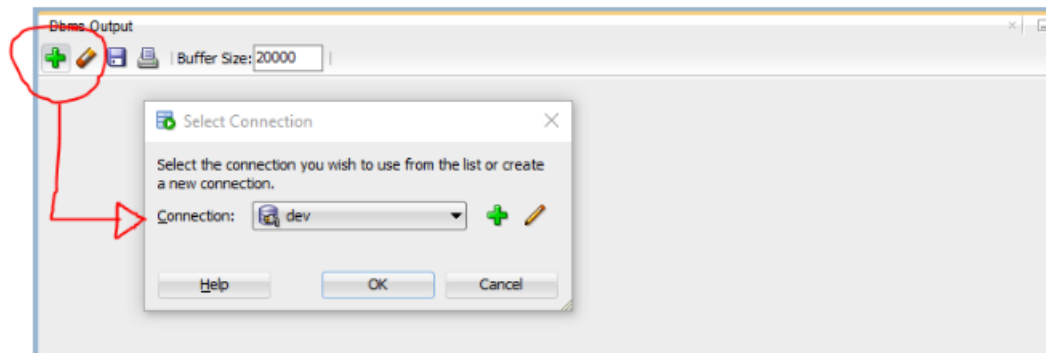 Dbms Output
Buffer Size: 20000
Select Connection
Select the connection you wish to use from the list or create
a new connection.
Connection: dev
Help OK Cancel